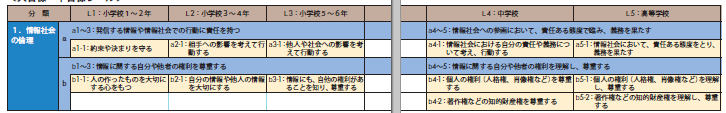 分　類
L1：小学校1～2年
L2：小学校3～4年
L3：小学校5～6年
L4：中学校
L5：高等学校
1．情報社会
の倫理
a
a1～3：発信する情報や情報社会での行動に責任を持つ
a4～5：情報社会への参画において、責任ある態度で臨み、義務を果たす
a1-1：約束や決まりを守る
a2-1：相手への影響を考えて行動
する
a3-1：他人や社会への影響を考え
て行動する
a4-1：情報社会における自分の責任や義務につ
いて考え、行動する
a5-1：情報社会において、責任ある態度をとり、
義務を果たす
b
b1～3：情報に関する自分や他者の権利を尊重する
b4～5：情報に関する自分や他者の権利を理解し、尊重する
b1-1：人の作ったものを大切に
する心をもつ
b2-1：自分の情報や他人の情報
を大切にする
b3-1：情報にも、自他の権利があ
ることを知り、尊重する
b4-1：個人の権利（人格権、肖像権など）を尊重
する
b5-1：個人の権利（人格権、肖像権など）を理解
し、尊重する
b4-2：著作権などの知的財産権を尊重する
b5-2：著作権などの知的財産権を理解し、尊重
する